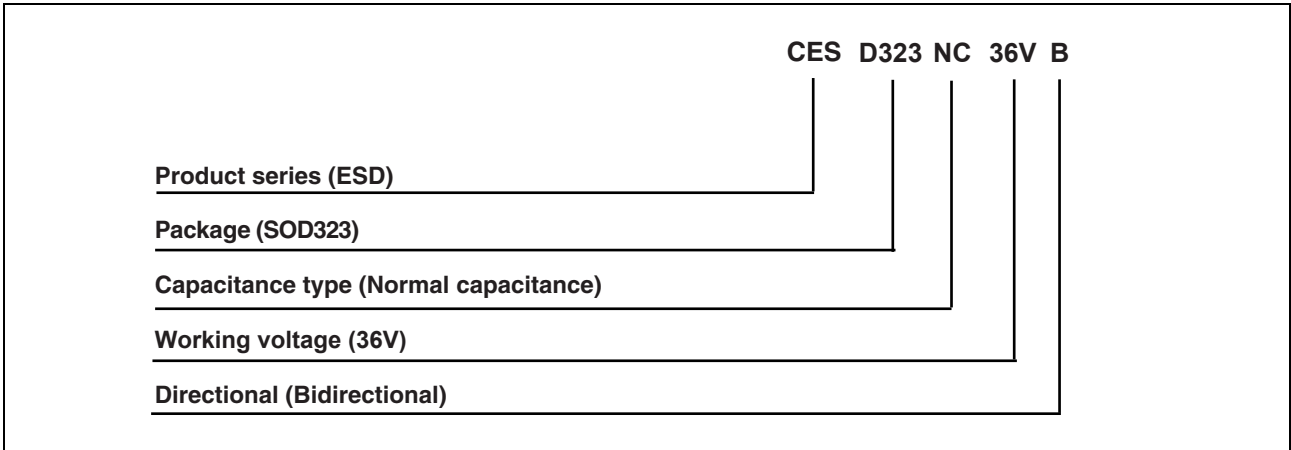 CES D323 NC 36V B
Product series (ESD)
Package (SOD323)
Capacitance type (Normal capacitance)
Working voltage (36V)
Directional (Bidirectional)